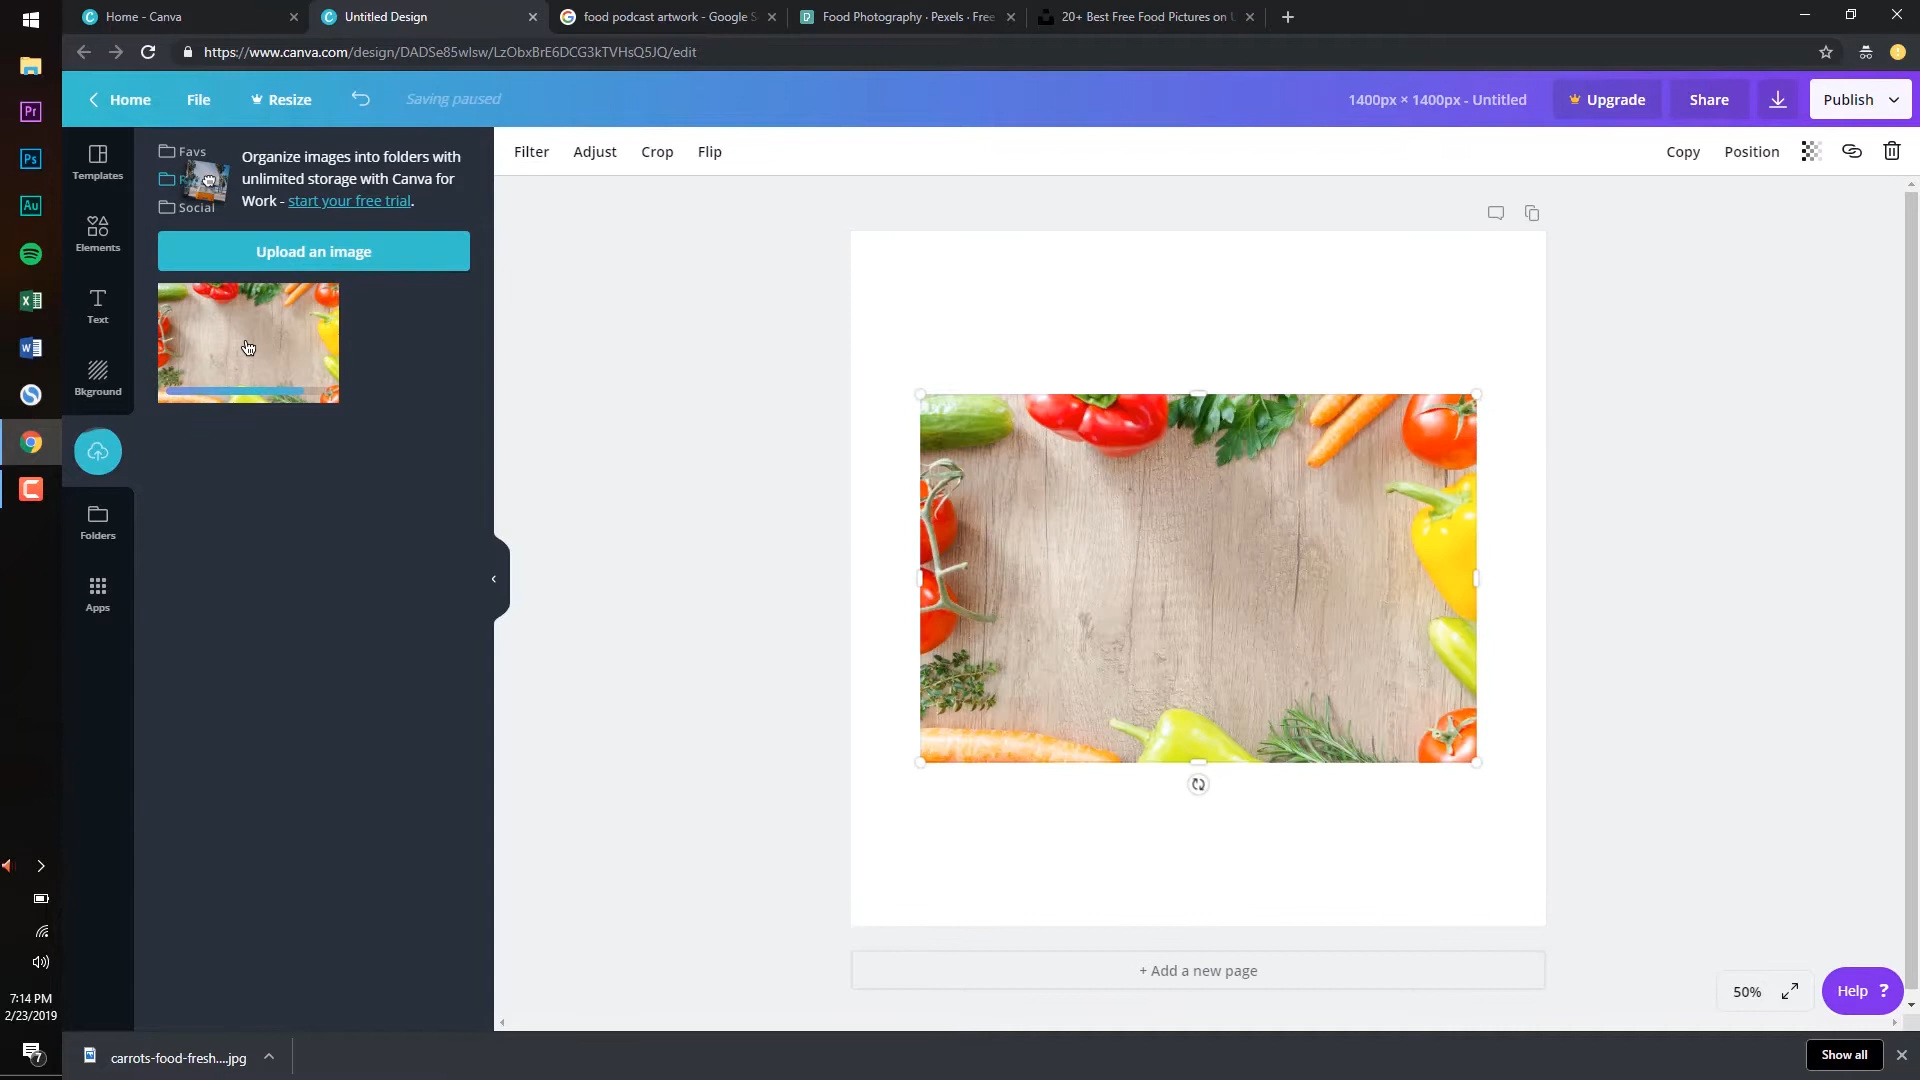 Home - Canva
Untitled Design
food podcast artwork - Google S
Food Photography · Pexels · Free
20+ Best Free Food Pictures on U
https://www.canva.com/design/DADSe85wlsw/LzObxBrE6DCG3kTVHsQ5JQ/edit
Home
File
Resize
Saving paused
1400px × 1400px - Untitled
Upgrade
Share
Publish
Templates
Elements
Text
Bkground
Folders
Apps
Favs
Social
Organize images into folders with
unlimited storage with Canva for
Work - start your free trial.
Upload an image
Filter
Adjust
Crop
Flip
Copy
Position
+ Add a new page
50%
Help ?
Pr
Ps
Au
7:14 PM
2/23/2019
7
carrots-food-fresh....jpg
Show all